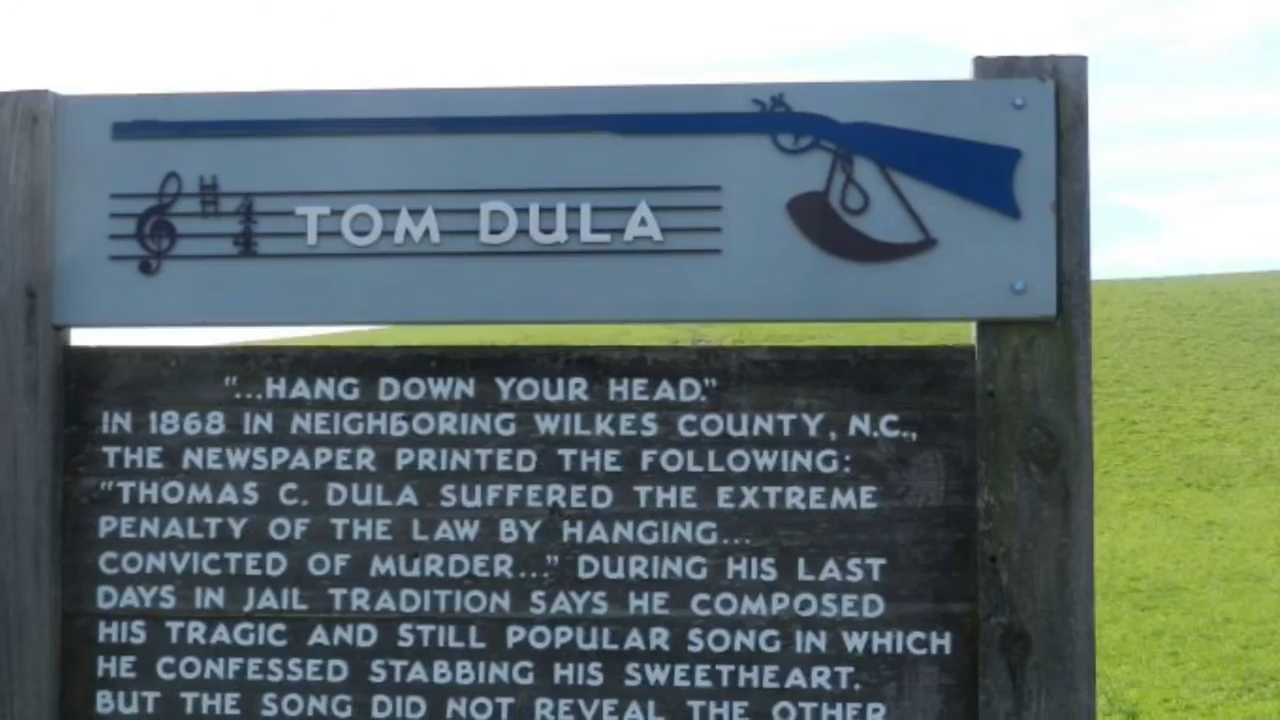 4
4
TOM DULA
"...HANG DOWN YOUR HEAD."
IN 1868 IN NEIGHBORING WILKES COUNTY, N.C.,
THE NEWSPAPER PRINTED THE FOLLOWING:
"THOMAS C. DULA SUFFERED THE EXTREME
PENALTY OF THE LAW BY HANGING...
CONVICTED OF MURDER..." DURING HIS LAST
DAYS IN JAIL TRADITION SAYS HE COMPOSED
HIS TRAGIC AND STILL POPULAR SONG IN WHICH
HE CONFESSED STABBING HIS SWEETHEART.
BUT THE SONG DID NOT REVEAL THE OTHER